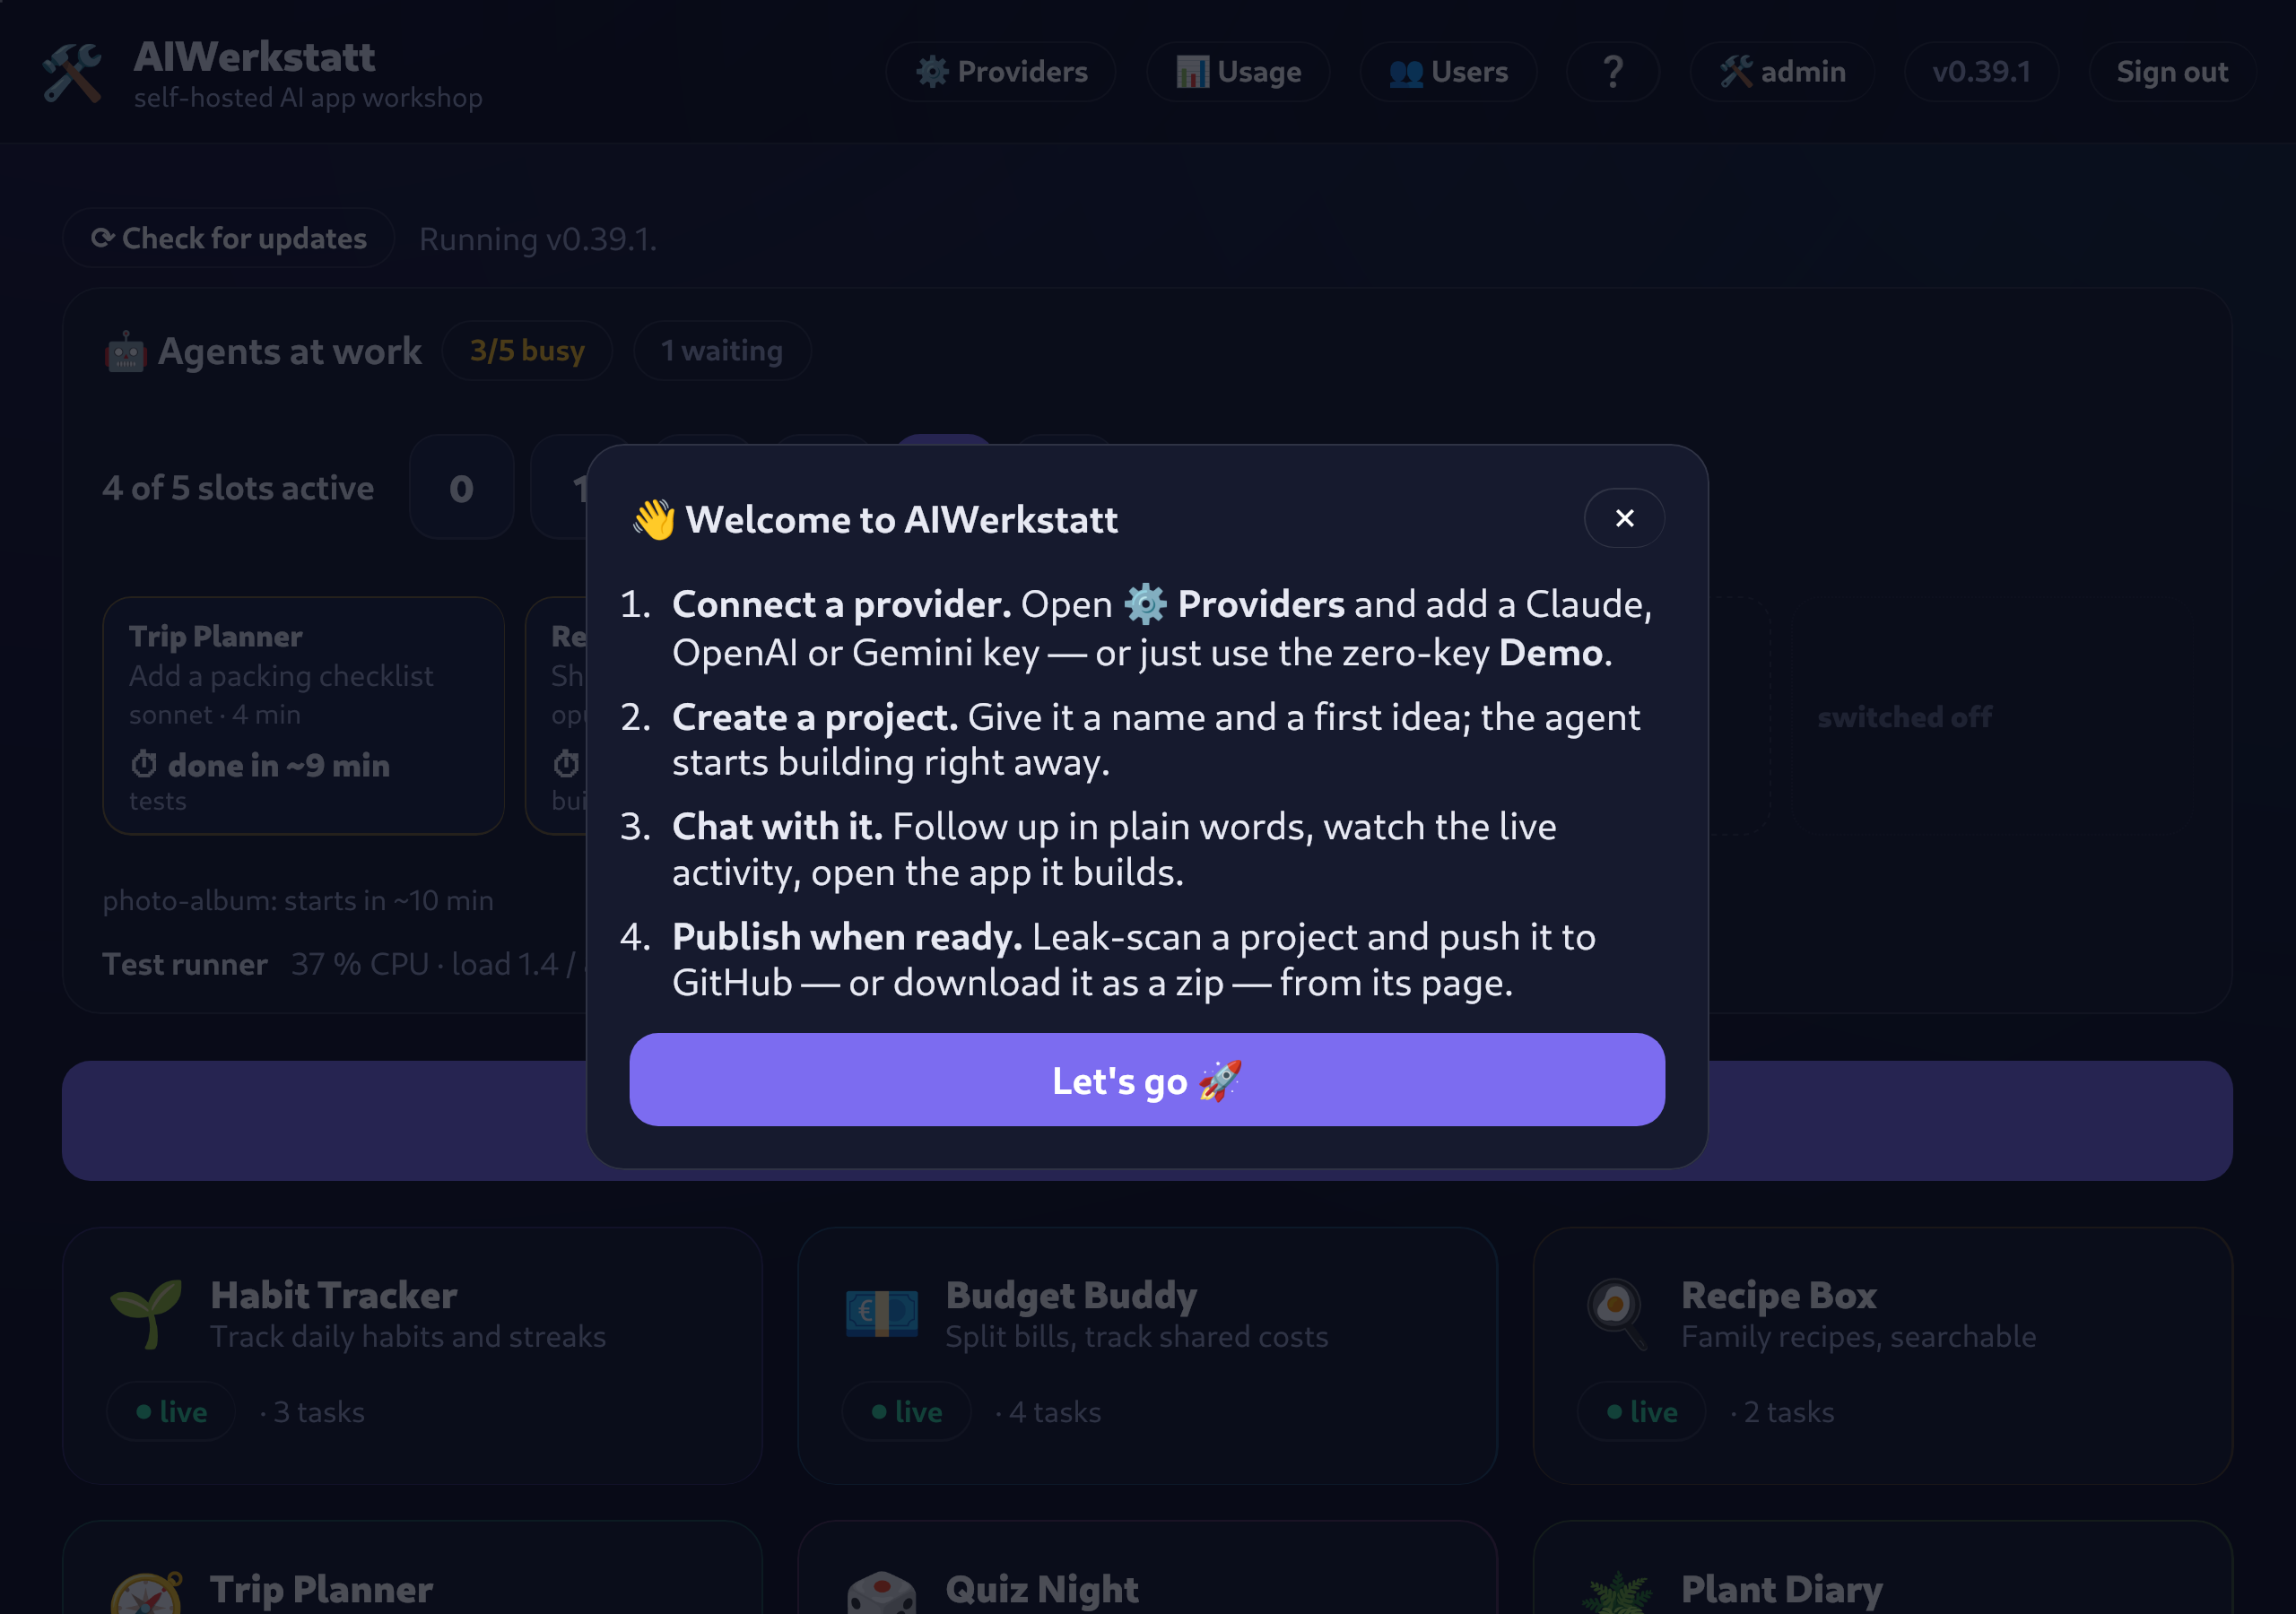 AIWerkstatt
self-hosted AI app workshop
Providers
Usage
Users
?
admin
v0.39.1
Sign out
⟳ Check for updates
Running v0.39.1.
Agents at work
3/5 busy
1 waiting
4 of 5 slots active
0
1
👋 Welcome to AIWerkstatt
×
1. Connect a provider. Open ⚙️ Providers and add a Claude,
OpenAI or Gemini key — or just use the zero-key Demo.
2. Create a project. Give it a name and a first idea; the agent
starts building right away.
3. Chat with it. Follow up in plain words, watch the live
activity, open the app it builds.
4. Publish when ready. Leak-scan a project and push it to
GitHub — or download it as a zip — from its page.
Let's go 🚀
Trip Planner
Add a packing checklist
sonnet · 4 min
⏱ done in ~9 min
tests
Re
Sh
switched off
photo-album: starts in ~10 min
Test runner 37 % CPU · load 1.4 /
Habit Tracker
Track daily habits and streaks
live · 3 tasks
Budget Buddy
Split bills, track shared costs
live · 4 tasks
Recipe Box
Family recipes, searchable
live · 2 tasks
Trip Planner
Quiz Night
Plant Diary